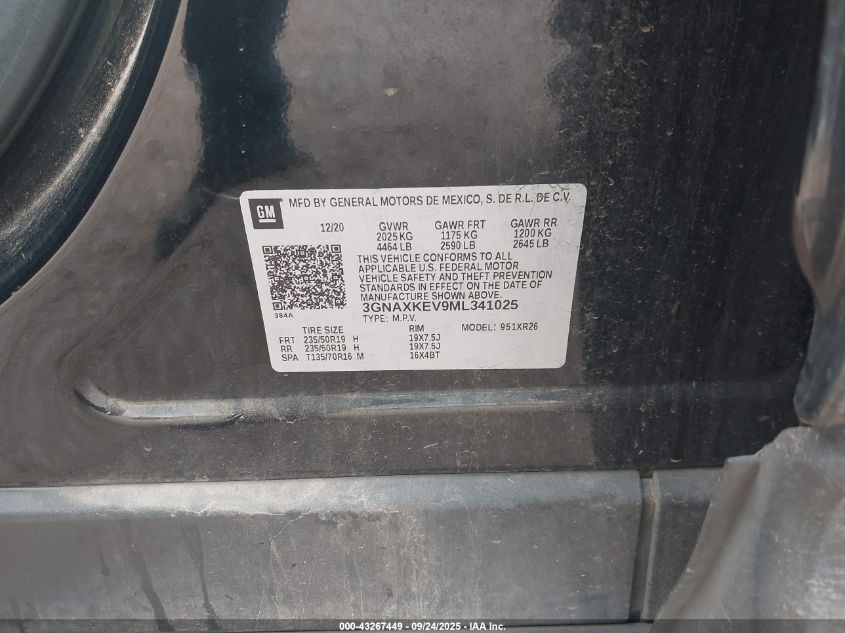 GM MFD BY GENERAL MOTORS DE MEXICO, S. DE R.L. DE C.V.
12/20 GVWR GAWR FRT GAWR RR
2025 KG 1175 KG 1200 KG
4464 LB 2590 LB 2645 LB
THIS VEHICLE CONFORMS TO ALL
APPLICABLE U.S. FEDERAL MOTOR
VEHICLE SAFETY AND THEFT PREVENTION
STANDARDS IN EFFECT ON THE DATE OF
MANUFACTURE SHOWN ABOVE.
384A 3GNAXKEV9ML341025
TYPE: M.P.V.
TIRE SIZE RIM MODEL: 951XR26
FRT 235/50R19 H 19X7.5J
RR 235/50R19 H 19X7.5J
SPA T135/70R16 M 16X4BT
000-43267449 - 09/24/2025 - IAAI.COM